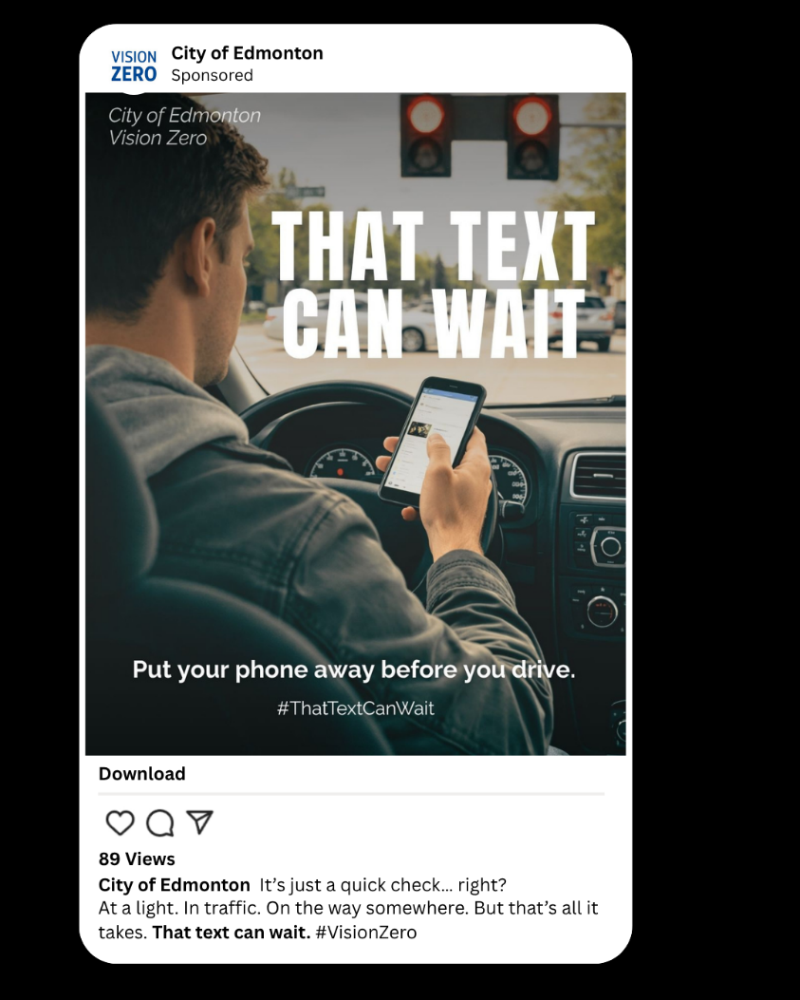 VISION
ZERO
City of Edmonton
Sponsored
City of Edmonton
Vision Zero
THAT TEXT
CAN WAIT
Put your phone away before you drive.
#ThatTextCanWait
Download
89 Views
City of Edmonton It’s just a quick check... right?
At a light. In traffic. On the way somewhere. But that’s all it
takes. That text can wait. #VisionZero